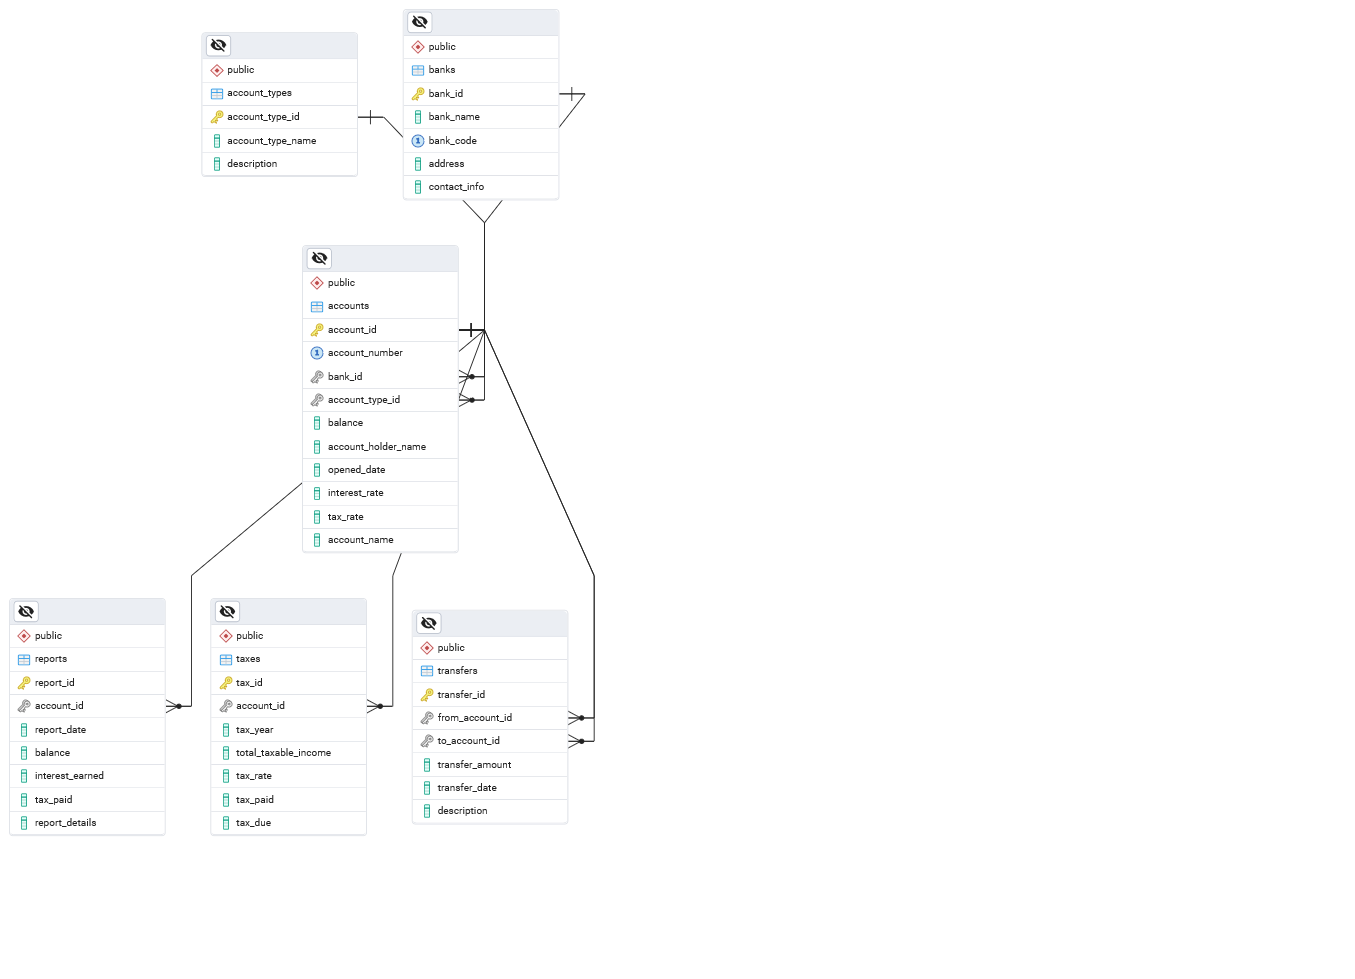 public
account_types
account_type_id
account_type_name
description
public
banks
bank_id
bank_name
1 bank_code
address
contact_info
public
accounts
account_id
1 account_number
bank_id
account_type_id
balance
account_holder_name
opened_date
interest_rate
tax_rate
account_name
public
reports
report_id
account_id
report_date
balance
interest_earned
tax_paid
report_details
public
taxes
tax_id
account_id
tax_year
total_taxable_income
tax_rate
tax_paid
tax_due
public
transfers
transfer_id
from_account_id
to_account_id
transfer_amount
transfer_date
description